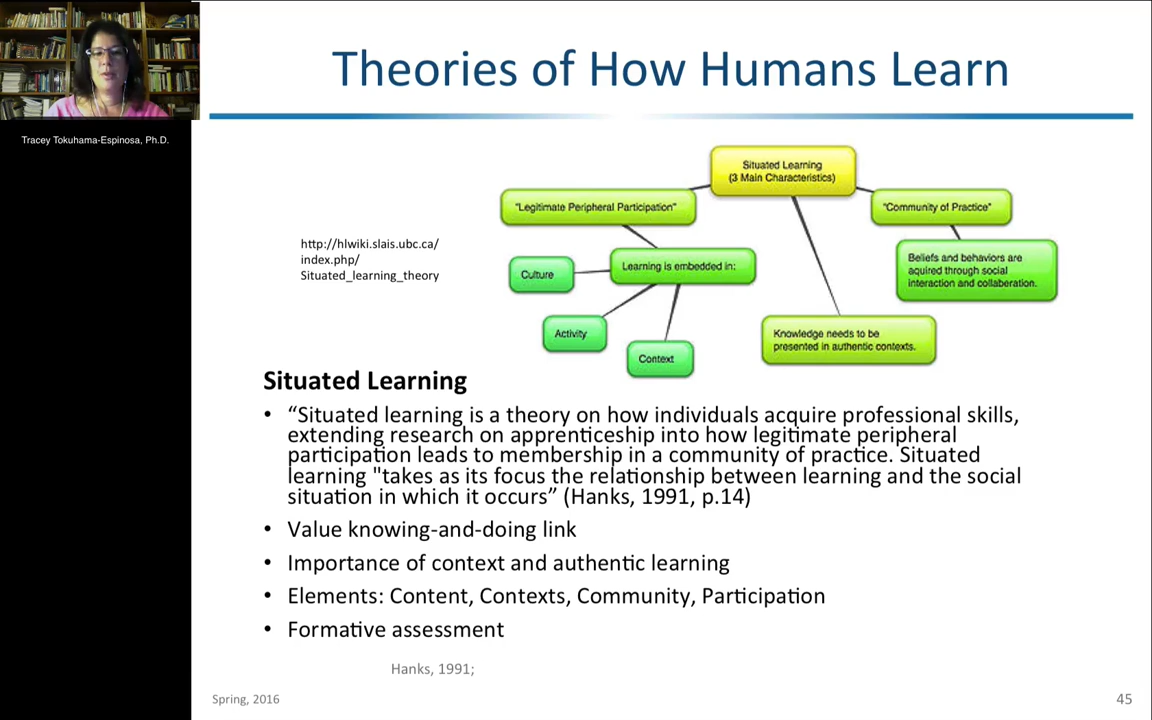 Theories of How Humans Learn
Tracey Tokuhama-Espinosa, Ph.D.
Situated Learning
(3 Main Characteristics)
"Legitimate Peripheral Participation"
"Community of Practice"
http://hlwiki.slais.ubc.ca/
index.php/
Situated_learning_theory
Culture
Learning is embedded in:
Beliefs and behaviors are
aquired through social
interaction and collaboration.
Activity
Context
Knowledge needs to be
presented in authentic contexts.
Situated Learning
• “Situated learning is a theory on how individuals acquire professional skills,
extending research on apprenticeship into how legitimate peripheral
participation leads to membership in a community of practice. Situated
learning "takes as its focus the relationship between learning and the social
situation in which it occurs” (Hanks, 1991, p.14)
• Value knowing-and-doing link
• Importance of context and authentic learning
• Elements: Content, Contexts, Community, Participation
• Formative assessment
Hanks, 1991;
Spring, 2016
45